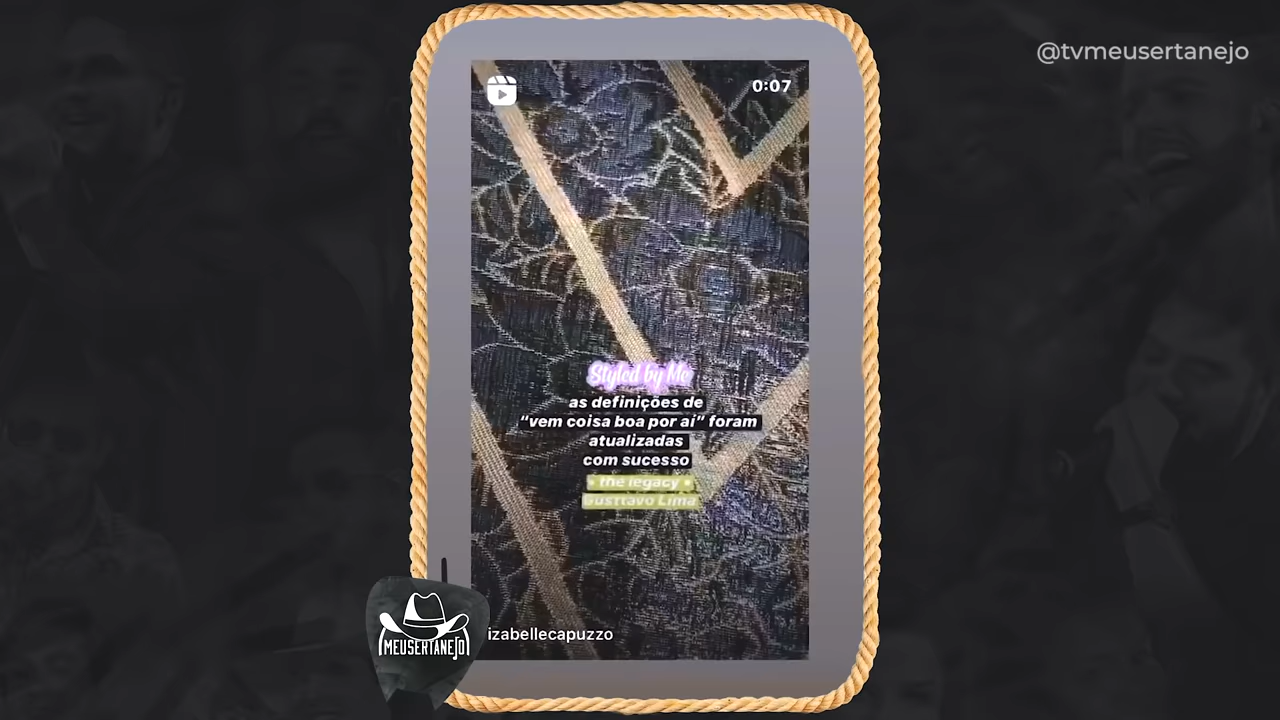 @tvmeusertanejo
0:07
Styled by Me
as definições de
“vem coisa boa por ai” foram
atualizadas
com sucesso
• the legacy •
Gusttavo Lima
izabellecapuzzo
MEUSERTANEJO